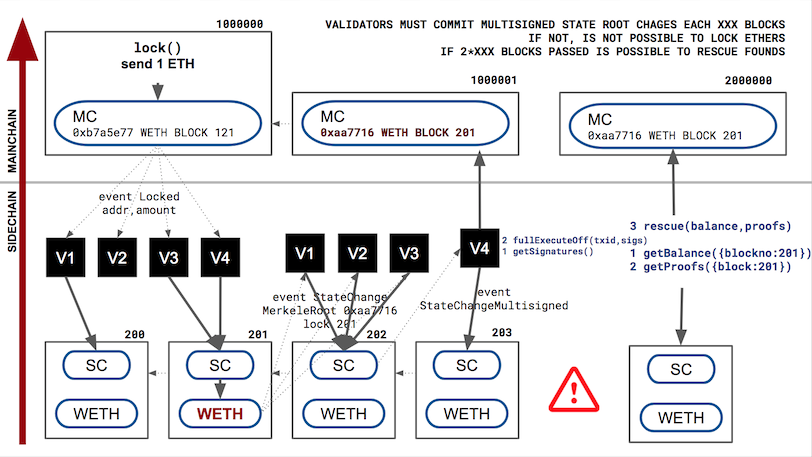 VALIDATORS MUST COMMIT MULTISIGNED STATE ROOT CHAGES EACH XXX BLOCKS
IF NOT, IS NOT POSSIBLE TO LOCK ETHERS
IF 2*XXX BLOCKS PASSED IS POSSIBLE TO RESCUE FOUNDS
MAINCHAIN
1000000
lock()
send 1 ETH
MC
0xb7a5e77 WETH BLOCK 121
1000001
MC
0xaa7716 WETH BLOCK 201
2000000
MC
0xaa7716 WETH BLOCK 201
SIDECHAIN
event Locked
addr,amount
V1
V2
V3
V4
V1
V2
V3
V4
2 fullExecuteOff(txid,sigs)
1 getSignatures()
3 rescue(balance,proofs)
1 getBalance({blockno:201})
2 getProofs({block:201})
event StateChange
MerkeleRoot 0xaa7716
lock 201
event
StateChangeMultisigned
200
SC
WETH
201
SC
WETH
202
SC
WETH
203
SC
WETH
SC
WETH